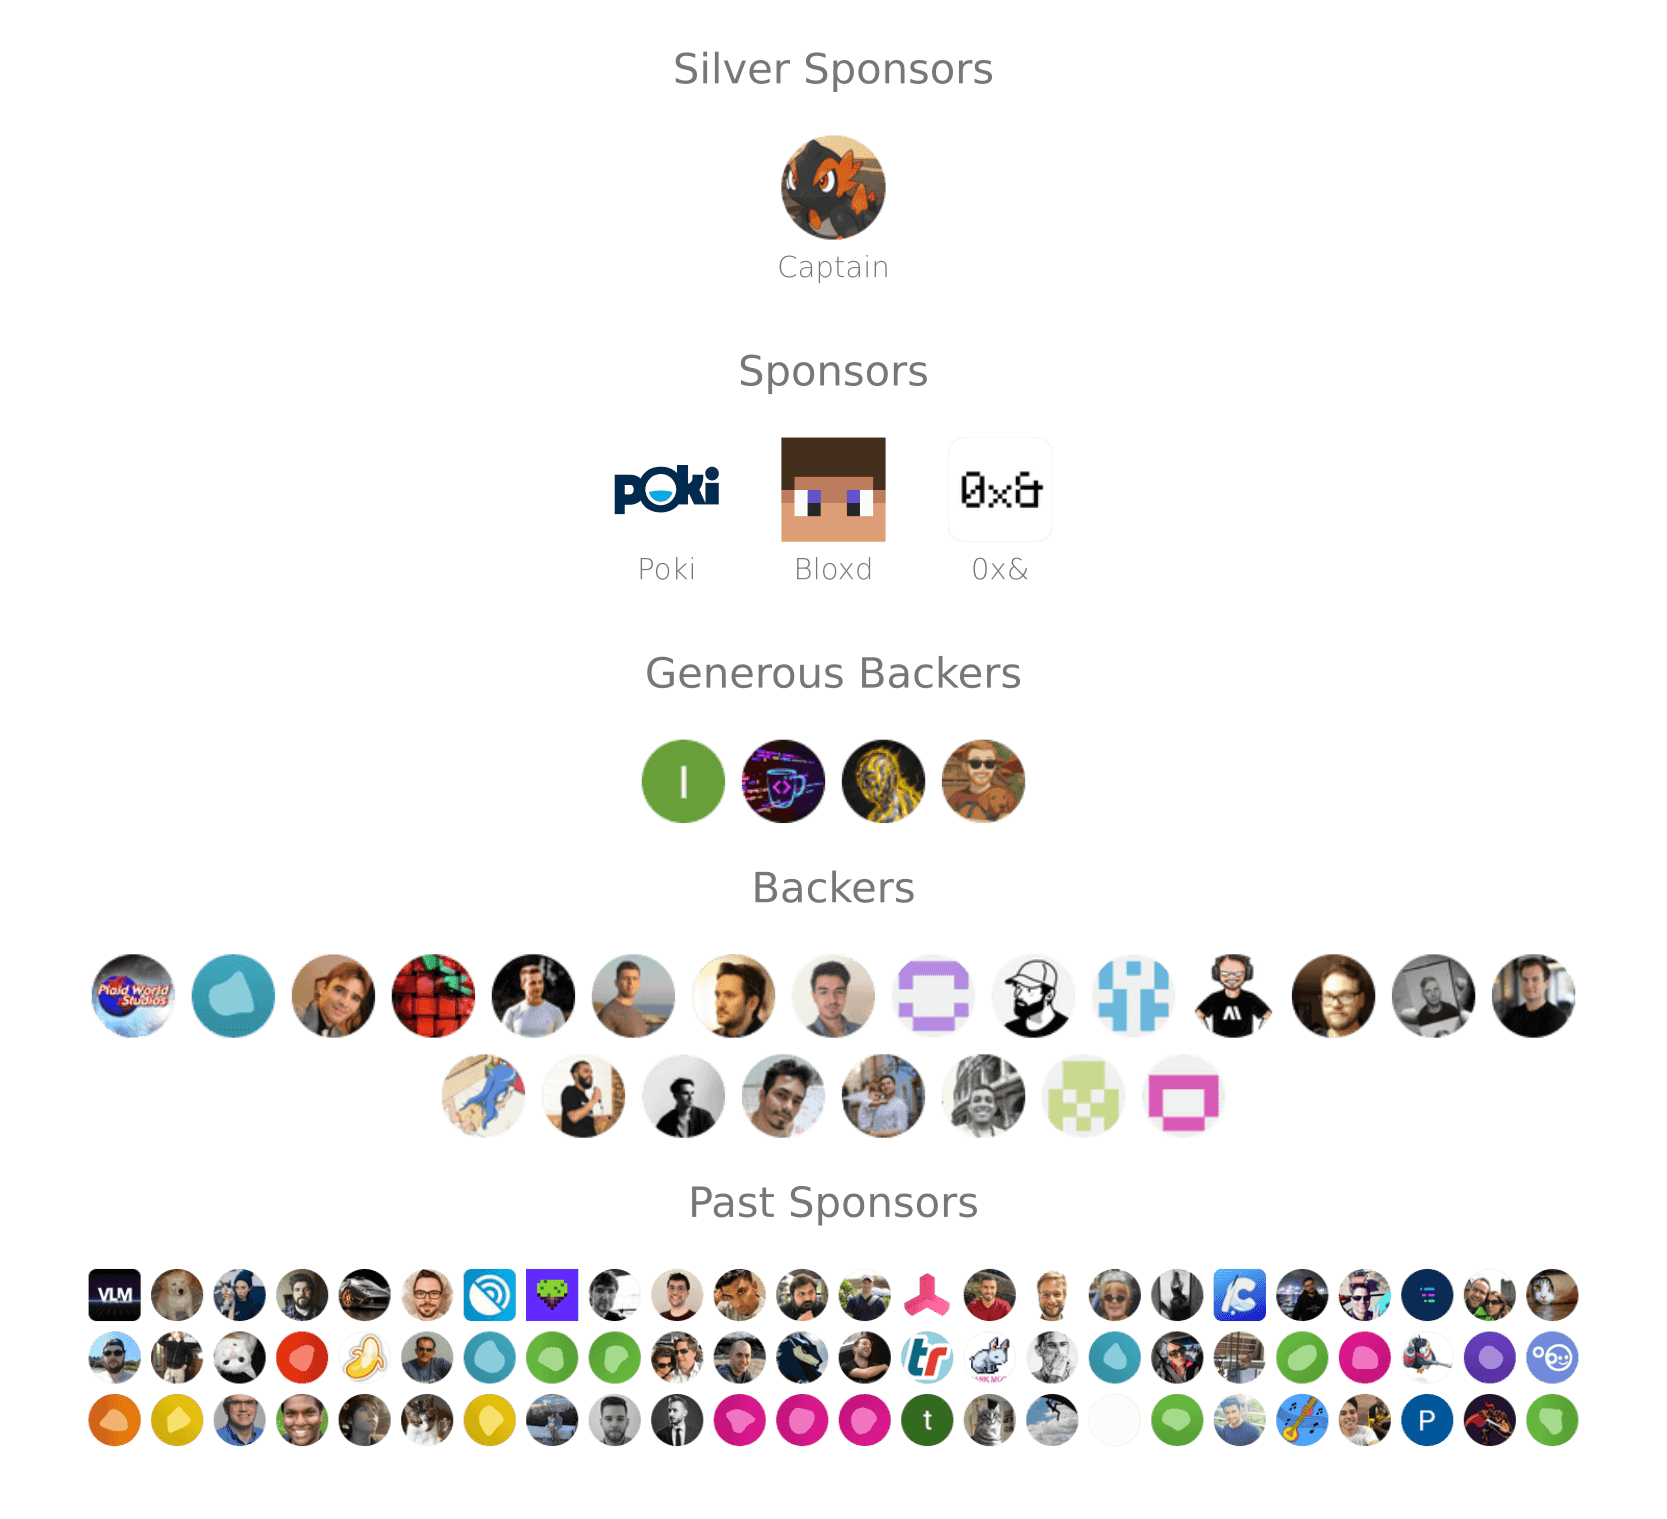 Silver Sponsors
Captain
Sponsors
poki
0x&
Poki
Bloxd
0x&
Generous Backers
I
<>
Backers
Plaid World
Studios
Past Sponsors
VLM
tr
t
P